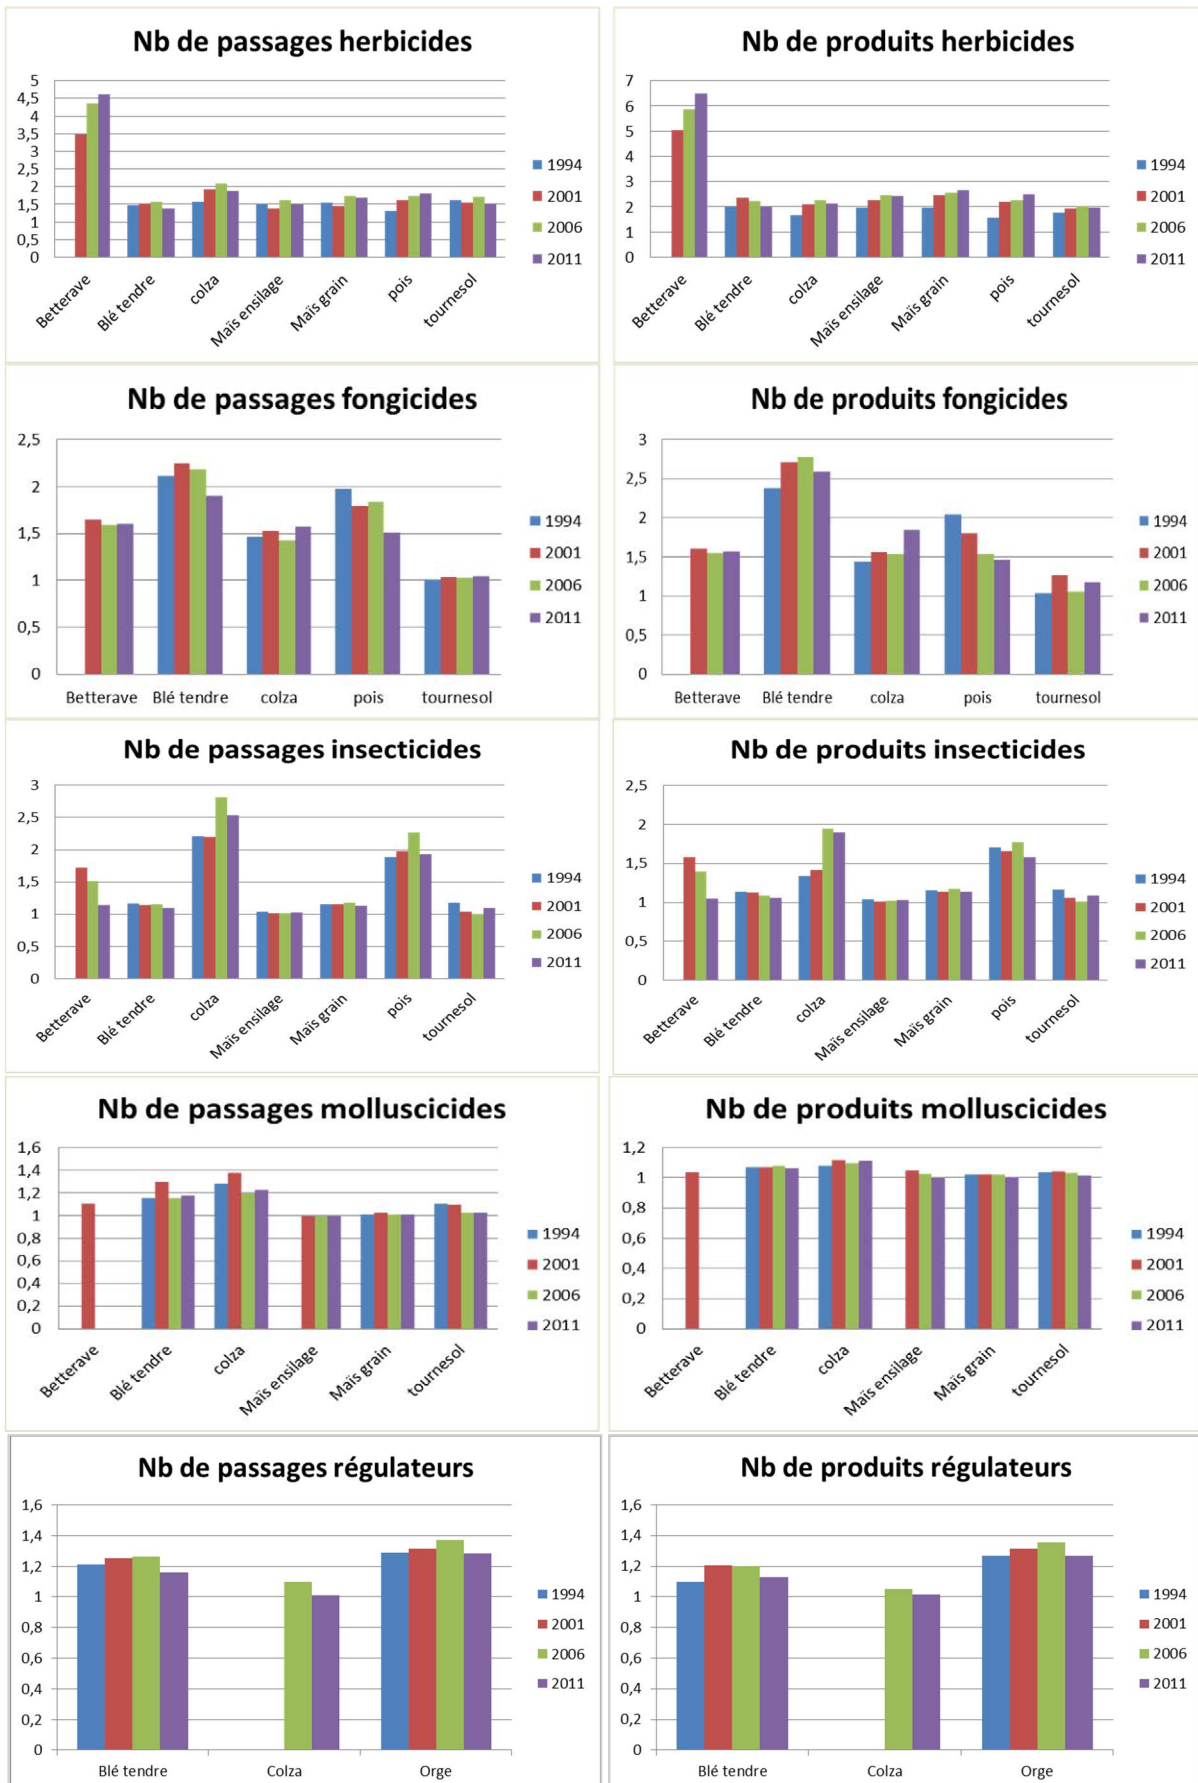 Nb de passages herbicides
5
4,5
4
3,5
3
2,5
2
1,5
1
0,5
0
1994
2001
2006
2011
Betterave
Blé tendre
colza
Maïs ensilage
Maïs grain
pois
tournesol
Nb de produits herbicides
7
6
5
4
3
2
1
0
1994
2001
2006
2011
Betterave
Blé tendre
colza
Maïs ensilage
Maïs grain
pois
tournesol
Nb de passages fongicides
2,5
2
1,5
1
0,5
0
1994
2001
2006
2011
Betterave
Blé tendre
colza
pois
tournesol
Nb de produits fongicides
3
2,5
2
1,5
1
0,5
0
1994
2001
2006
2011
Betterave
Blé tendre
colza
pois
tournesol
Nb de passages insecticides
3
2,5
2
1,5
1
0,5
0
1994
2001
2006
2011
Betterave
Blé tendre
colza
Maïs ensilage
Maïs grain
pois
tournesol
Nb de produits insecticides
2,5
2
1,5
1
0,5
0
1994
2001
2006
2011
Betterave
Blé tendre
colza
Maïs ensilage
Maïs grain
pois
tournesol
Nb de passages molluscicides
1,6
1,4
1,2
1
0,8
0,6
0,4
0,2
0
1994
2001
2006
2011
Betterave
Blé tendre
colza
Maïs ensilage
Maïs grain
tournesol
Nb de produits molluscicides
1,2
1
0,8
0,6
0,4
0,2
0
1994
2001
2006
2011
Betterave
Blé tendre
colza
Maïs ensilage
Maïs grain
tournesol
Nb de passages régulateurs
1,6
1,4
1,2
1
0,8
0,6
0,4
0,2
0
1994
2001
2006
2011
Blé tendre
Colza
Orge
Nb de produits régulateurs
1,6
1,4
1,2
1
0,8
0,6
0,4
0,2
0
1994
2001
2006
2011
Blé tendre
Colza
Orge